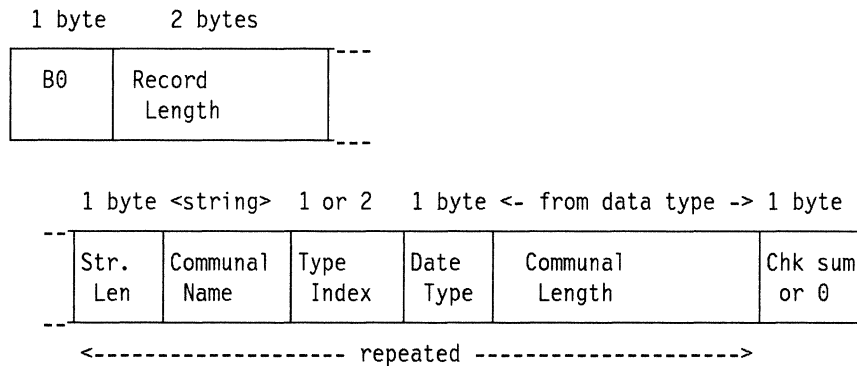 1 byte 2 bytes
B0 Record
Length
1 byte <string> 1 or 2 1 byte <- from data type -> 1 byte
Str. Communal Type Date Communal Chk sum
Len Name Index Type Length or 0
<-------------------- repeated -------------------->